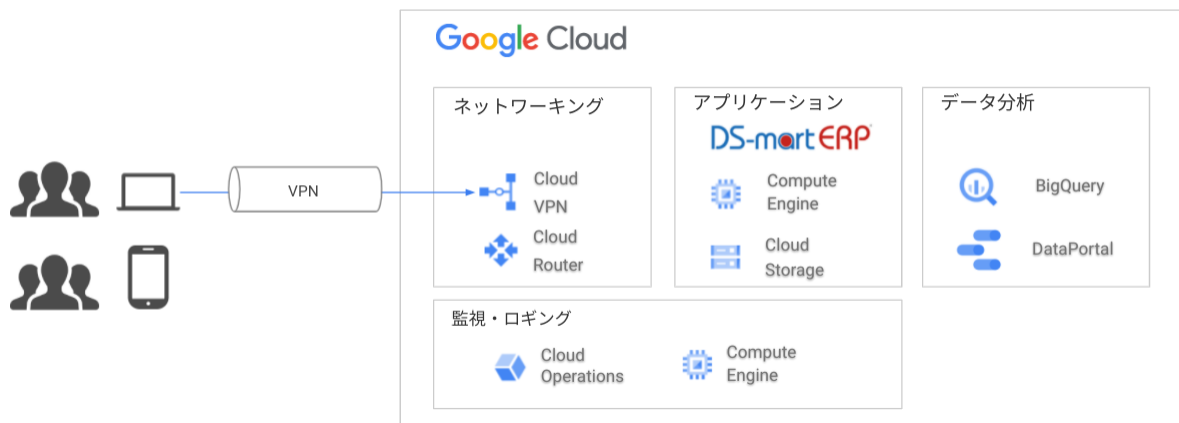 Google Cloud
ネットワーキング
Cloud
VPN
Cloud
Router
アプリケーション
DS-mart ERP
Compute
Engine
Cloud
Storage
データ分析
BigQuery
DataPortal
VPN
監視・ロギング
Cloud
Operations
Compute
Engine